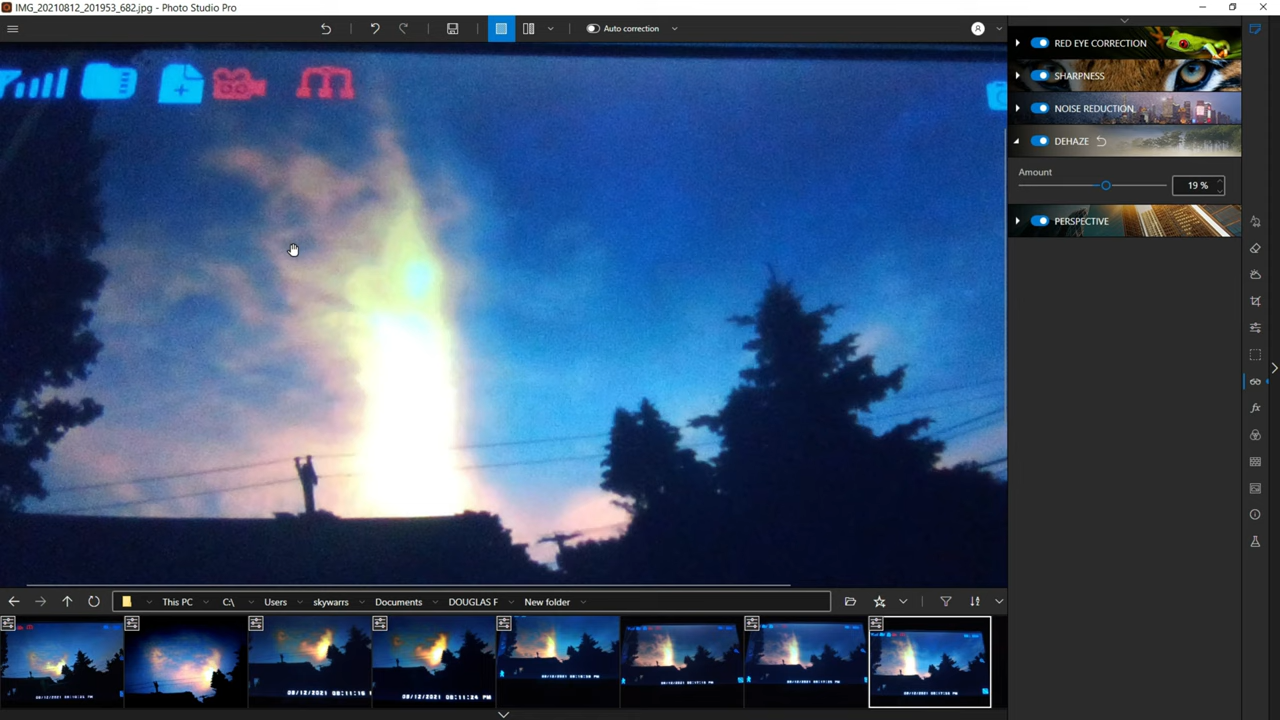 IMG_20210812_201953_682.jpg - Photo Studio Pro
Auto correction
RED EYE CORRECTION
SHARPNESS
NOISE REDUCTION
DEHAZE
Amount
19 %
PERSPECTIVE
This PC
C:\
Users
skywarrs
Documents
DOUGLAS F
New folder